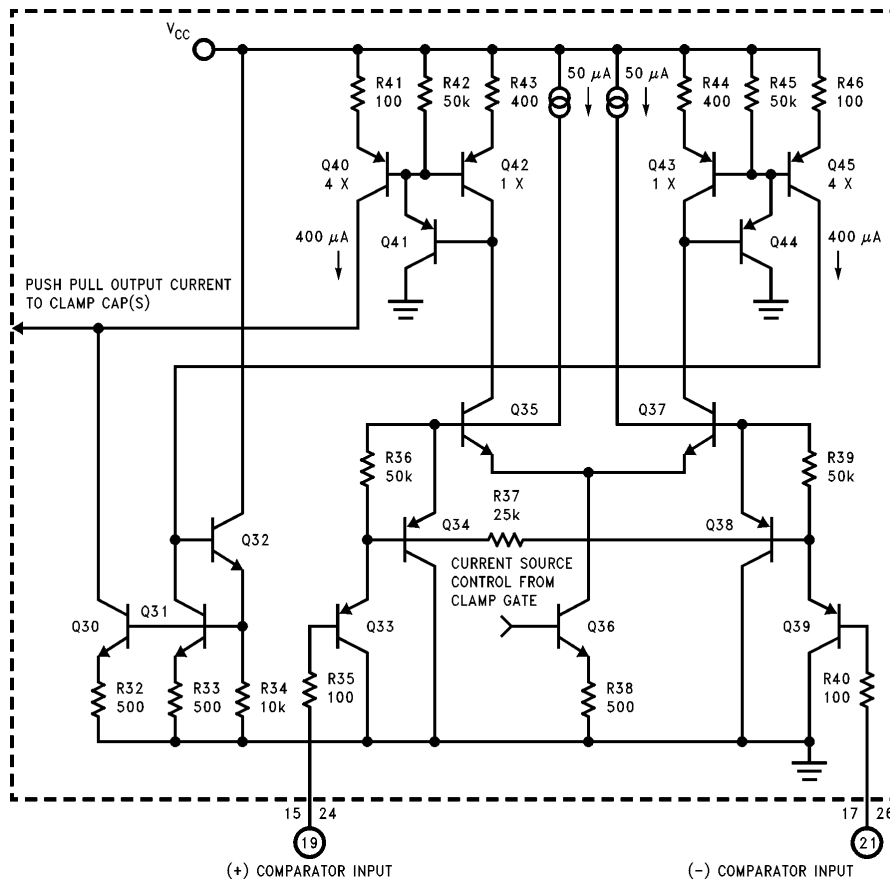 VCC
R41
100
R42
50k
R43
400
50 µA
50 µA
R44
400
R45
50k
R46
100
Q40
4 X
Q42
1 X
Q43
1 X
Q45
4 X
400 µA
Q41
Q44
400 µA
PUSH PULL OUTPUT CURRENT
TO CLAMP CAP(S)
Q35
Q37
R36
50k
R39
50k
R37
25k
Q32
Q34
Q38
CURRENT SOURCE
CONTROL FROM
CLAMP GATE
Q30
Q31
Q33
Q36
Q39
R32
500
R33
500
R34
10k
R35
100
R38
500
R40
100
15 24
17 26
19
21
(+) COMPARATOR INPUT
(-) COMPARATOR INPUT